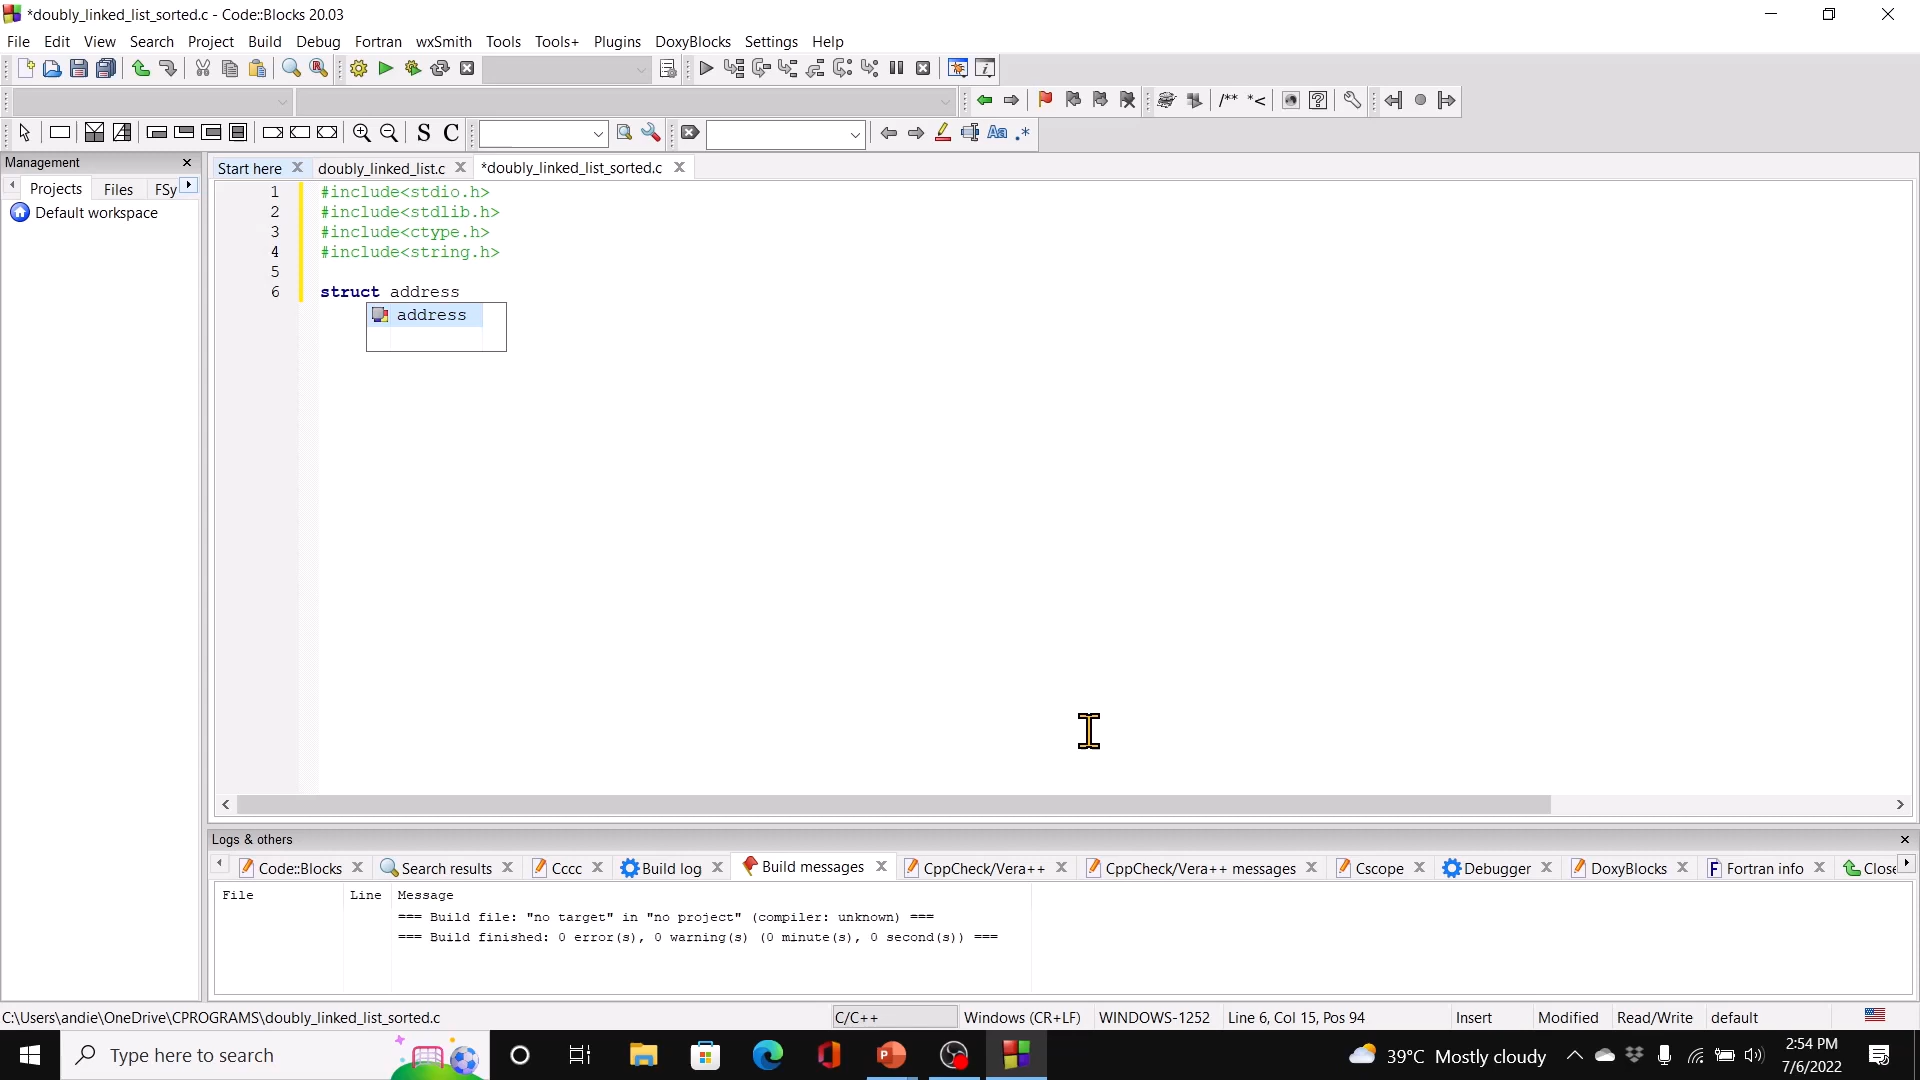 *doubly_linked_list_sorted.c - Code::Blocks 20.03
File Edit View Search Project Build Debug Fortran wxSmith Tools Tools+ Plugins DoxyBlocks Settings Help
/** *<
S C Aa .*
Management
Projects Files FSy
Default workspace
Start here doubly_linked_list.c *doubly_linked_list_sorted.c
1 #include<stdio.h>
2 #include<stdlib.h>
3 #include<ctype.h>
4 #include<string.h>
5
6 struct address
address
Logs & others
Code::Blocks Search results Cccc Build log Build messages CppCheck/Vera++ CppCheck/Vera++ messages Cscope Debugger DoxyBlocks Fortran info Close
File Line Message
=== Build file: "no target" in "no project" (compiler: unknown) ===
=== Build finished: 0 error(s), 0 warning(s) (0 minute(s), 0 second(s)) ===
C:\Users\andie\OneDrive\CPROGRAMS\doubly_linked_list_sorted.c C/C++ Windows (CR+LF) WINDOWS-1252 Line 6, Col 15, Pos 94 Insert Modified Read/Write default
Type here to search 39°C Mostly cloudy 2:54 PM
7/6/2022